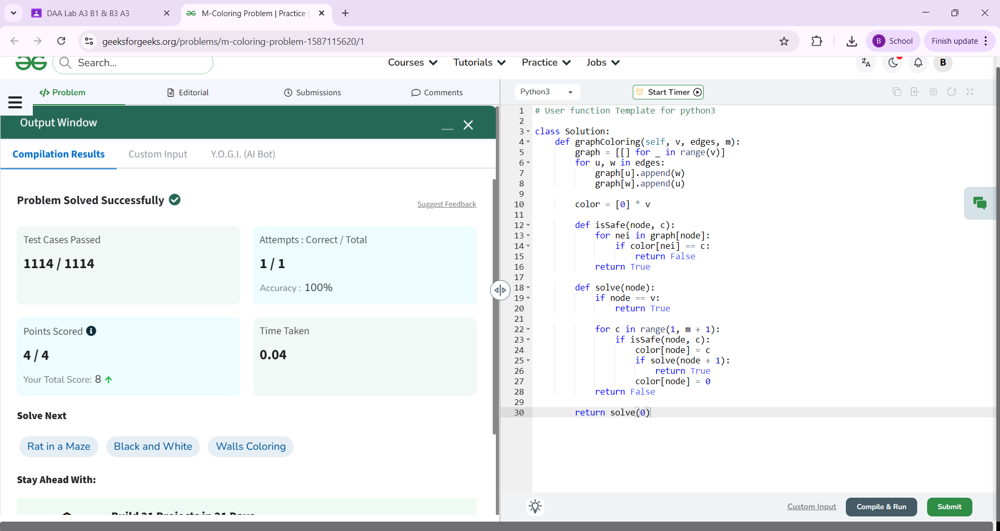 DAA Lab A3 B1 & B3 A3
M-Coloring Problem | Practice |
geeksforgeeks.org/problems/m-coloring-problem-1587115620/1
B School
Finish update
Search...
Courses
Tutorials
Practice
Jobs
B
Problem
Editorial
Submissions
Comments
Output Window
Compilation Results
Custom Input
Y.O.G.I. (AI Bot)
Problem Solved Successfully
Suggest Feedback
Test Cases Passed
1114 / 1114
Attempts : Correct / Total
1 / 1
Accuracy : 100%
Points Scored
4 / 4
Your Total Score: 8
Time Taken
0.04
Solve Next
Rat in a Maze
Black and White
Walls Coloring
Stay Ahead With:
Build 21 Projects in 21 Days
Python3
Start Timer
1 # User function Template for python3
2
3 class Solution:
4 def graphColoring(self, v, edges, m):
5 graph = [[] for _ in range(v)]
6 for u, w in edges:
7 graph[u].append(w)
8 graph[w].append(u)
9
10 color = [0] * v
11
12 def isSafe(node, c):
13 for nei in graph[node]:
14 if color[nei] == c:
15 return False
16 return True
17
18 def solve(node):
19 if node == v:
20 return True
21
22 for c in range(1, m + 1):
23 if isSafe(node, c):
24 color[node] = c
25 if solve(node + 1):
26 return True
27 color[node] = 0
28 return False
29
30 return solve(0)
Custom Input
Compile & Run
Submit